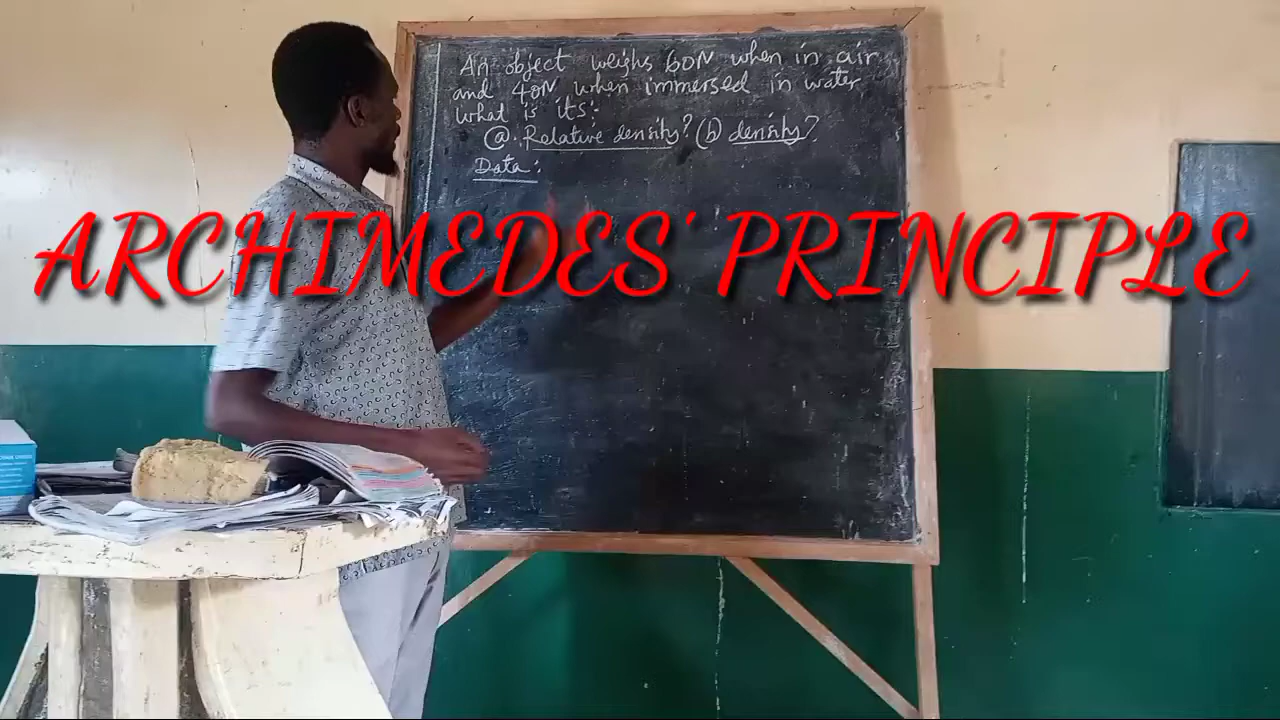 An object weighs 60N when in air
and 40N when immersed in water
What is its:-
(a). Relative density? (b) density?
Data:
ARCHIMEDES' PRINCIPLE